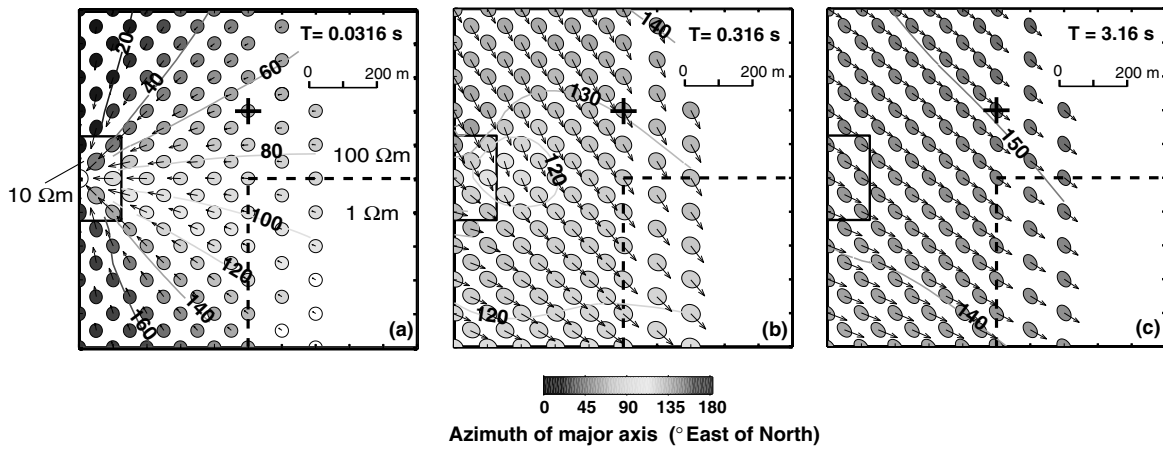 T= 0.0316 s
0 200 m
20
40
60
80
100 Ωm
10 Ωm
1 Ωm
100
120
140
160
(a)
T= 0.316 s
0 200 m
140
130
120
120
(b)
T = 3.16 s
0 200 m
150
140
(c)
0 45 90 135 180
Azimuth of major axis (° East of North)